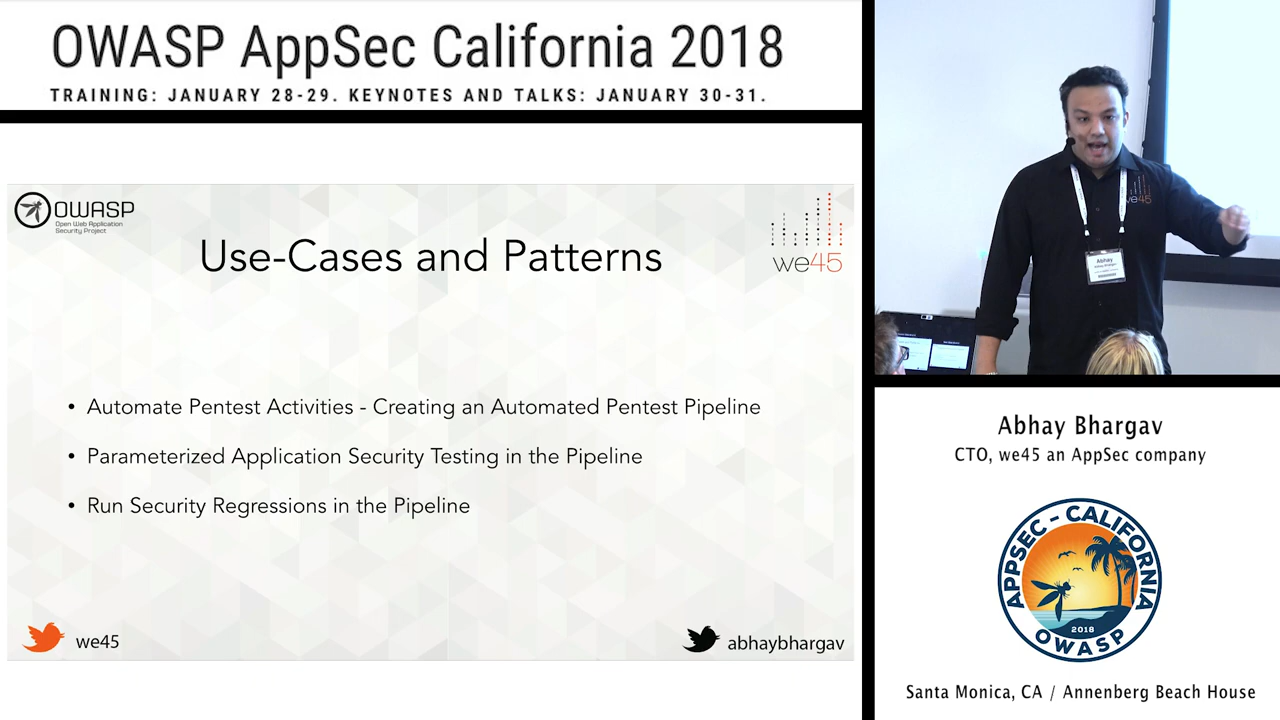 OWASP AppSec California 2018
TRAINING: JANUARY 28-29. KEYNOTES AND TALKS: JANUARY 30-31.
OWASP
Open Web Application
Security Project
we45
Use-Cases and Patterns
• Automate Pentest Activities - Creating an Automated Pentest Pipeline
• Parameterized Application Security Testing in the Pipeline
• Run Security Regressions in the Pipeline
we45
abhaybhargav
we45
Abhay
Abhay Bhargav
CTO, we45 an AppSec company
APPSEC - CALIFORNIA
2018
OWASP
Santa Monica, CA / Annenberg Beach House